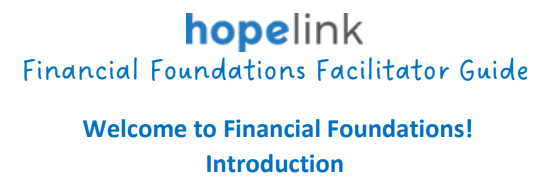 hopelink
Financial Foundations Facilitator Guide
Welcome to Financial Foundations!
Introduction